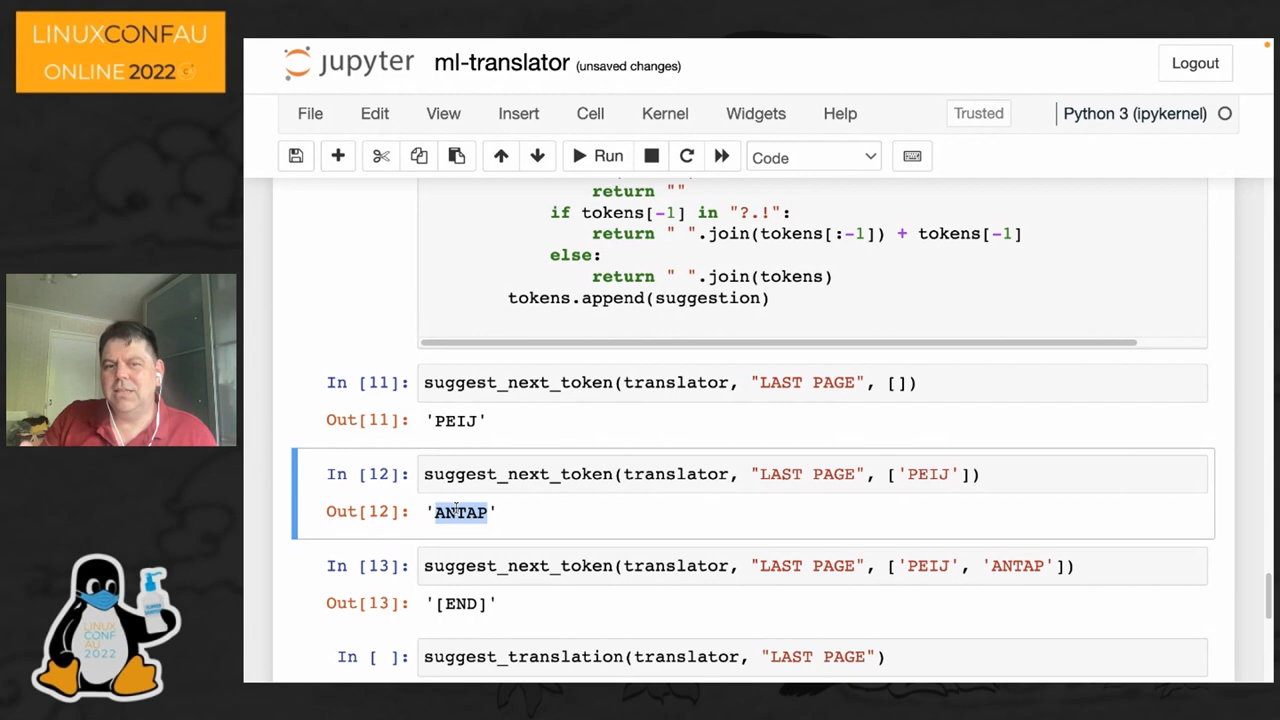 LINUXCONFAU
ONLINE 2022
jupyter ml-translator (unsaved changes) Logout
File Edit View Insert Cell Kernel Widgets Help Trusted Python 3 (ipykernel)
Run Code
return ""
if tokens[-1] in "?.!":
return " ".join(tokens[:-1]) + tokens[-1]
else:
return " ".join(tokens)
tokens.append(suggestion)
In [11]: suggest_next_token(translator, "LAST PAGE", [])
Out[11]: 'PEIJ'
In [12]: suggest_next_token(translator, "LAST PAGE", ['PEIJ'])
Out[12]: 'ANTAP'
In [13]: suggest_next_token(translator, "LAST PAGE", ['PEIJ', 'ANTAP'])
Out[13]: '[END]'
In [ ]: suggest_translation(translator, "LAST PAGE")
LINUX
CONF
AU
2022